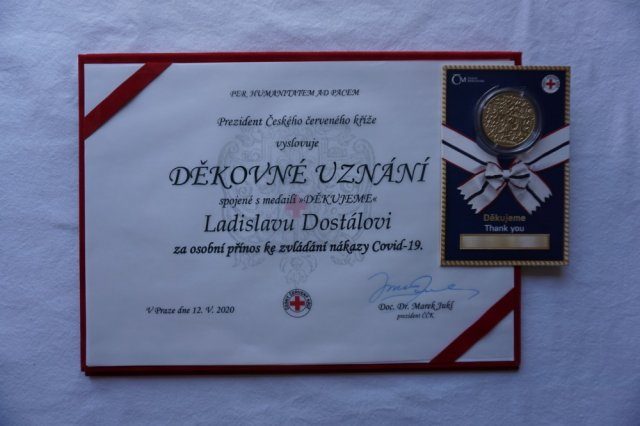 PER HUMANITATEM AD PACEM
Prezident Českého červeného kříže
vyslovuje
DĚKOVNÉ UZNÁNÍ
spojené s medailí »DĚKUJEME«
Ladislavu Dostálovi
za osobní přínos ke zvládání nákazy Covid-19.
V Praze dne 12. V. 2020
Doc. Dr. Marek Jukl
prezident ČČK
ČM
Děkujeme
Thank you